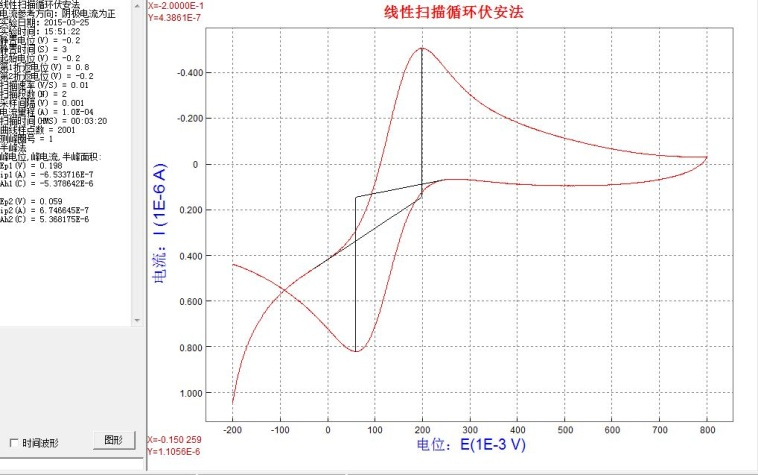 线性扫描循环伏安法
电流参考方向：阴极电流为正
实验日期：2015-03-25
实验时间：15:51:22
静置电位(V) = -0.2
静置时间(S) = 3
起始电位(V) = -0.2
第1折返电位(V) = 0.8
第2折返电位(V) = -0.2
扫描速率(V/S) = 0.01
扫描段数(N) = 2
采样间隔(V) = 0.001
电流量程(A) = 1.0E-04
扫描时间(HMS) = 00:03:20
曲线样点数 = 2001
测峰圈号 = 1
半峰法
峰电位,峰电流,半峰面积:
Ep1(V) = 0.198
ip1(A) = -6.533716E-7
Ah1(C) = -5.378642E-6
Ep2(V) = 0.059
ip2(A) = 6.746645E-7
Ah2(C) = 5.368175E-6
时间波形
图形
X=-2.0000E-1
Y=4.3861E-7
线性扫描循环伏安法
-0.400
-0.200
0
0.200
0.400
0.600
0.800
1.000
电流：I (1E-6 A)
-200
-100
0
100
200
300
400
500
600
700
800
电位：E(1E-3 V)
X=-0.150 259
Y=1.1056E-6